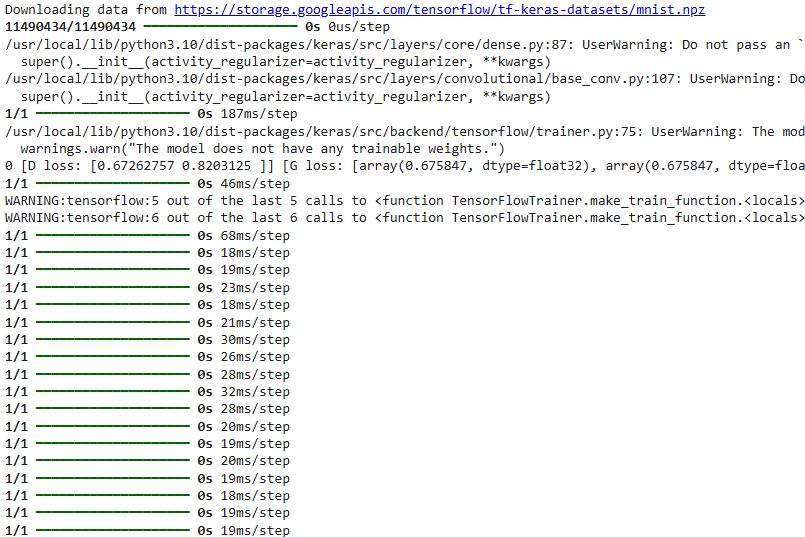 Downloading data from https://storage.googleapis.com/tensorflow/tf-keras-datasets/mnist.npz
11490434/11490434 ━━━━━━━━━━━━━━━━━━━━ 0s 0us/step
/usr/local/lib/python3.10/dist-packages/keras/src/layers/core/dense.py:87: UserWarning: Do not pass an `
super().__init__(activity_regularizer=activity_regularizer, **kwargs)
/usr/local/lib/python3.10/dist-packages/keras/src/layers/convolutional/base_conv.py:107: UserWarning: Do
super().__init__(activity_regularizer=activity_regularizer, **kwargs)
1/1 ━━━━━━━━━━━━━━━━━━━━ 0s 187ms/step
/usr/local/lib/python3.10/dist-packages/keras/src/backend/tensorflow/trainer.py:75: UserWarning: The mod
warnings.warn("The model does not have any trainable weights.")
0 [D loss: [0.67262757 0.8203125 ]] [G loss: [array(0.675847, dtype=float32), array(0.675847, dtype=floa
1/1 ━━━━━━━━━━━━━━━━━━━━ 0s 46ms/step
WARNING:tensorflow:5 out of the last 5 calls to <function TensorFlowTrainer.make_train_function.<locals>
WARNING:tensorflow:6 out of the last 6 calls to <function TensorFlowTrainer.make_train_function.<locals>
1/1 ━━━━━━━━━━━━━━━━━━━━ 0s 68ms/step
1/1 ━━━━━━━━━━━━━━━━━━━━ 0s 18ms/step
1/1 ━━━━━━━━━━━━━━━━━━━━ 0s 19ms/step
1/1 ━━━━━━━━━━━━━━━━━━━━ 0s 23ms/step
1/1 ━━━━━━━━━━━━━━━━━━━━ 0s 18ms/step
1/1 ━━━━━━━━━━━━━━━━━━━━ 0s 21ms/step
1/1 ━━━━━━━━━━━━━━━━━━━━ 0s 30ms/step
1/1 ━━━━━━━━━━━━━━━━━━━━ 0s 26ms/step
1/1 ━━━━━━━━━━━━━━━━━━━━ 0s 28ms/step
1/1 ━━━━━━━━━━━━━━━━━━━━ 0s 32ms/step
1/1 ━━━━━━━━━━━━━━━━━━━━ 0s 28ms/step
1/1 ━━━━━━━━━━━━━━━━━━━━ 0s 20ms/step
1/1 ━━━━━━━━━━━━━━━━━━━━ 0s 19ms/step
1/1 ━━━━━━━━━━━━━━━━━━━━ 0s 20ms/step
1/1 ━━━━━━━━━━━━━━━━━━━━ 0s 19ms/step
1/1 ━━━━━━━━━━━━━━━━━━━━ 0s 18ms/step
1/1 ━━━━━━━━━━━━━━━━━━━━ 0s 19ms/step
1/1 ━━━━━━━━━━━━━━━━━━━━ 0s 19ms/step